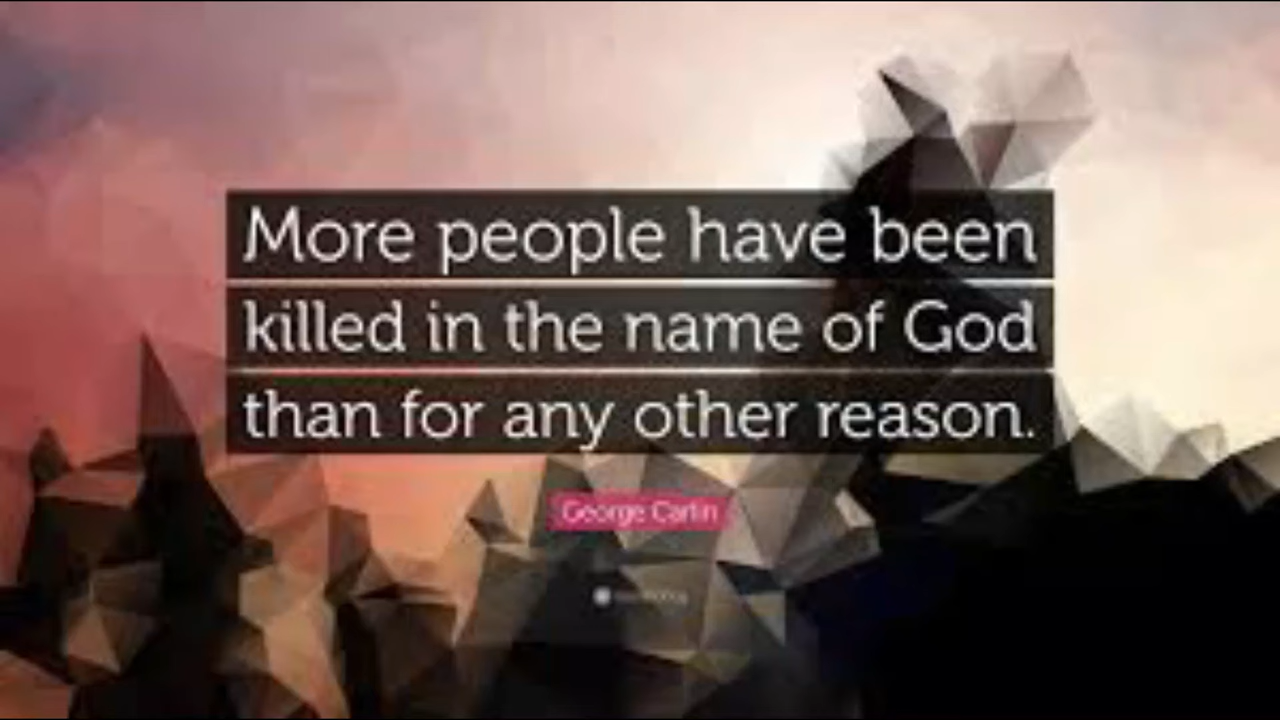 More people have been
killed in the name of God
than for any other reason.
George Carlin